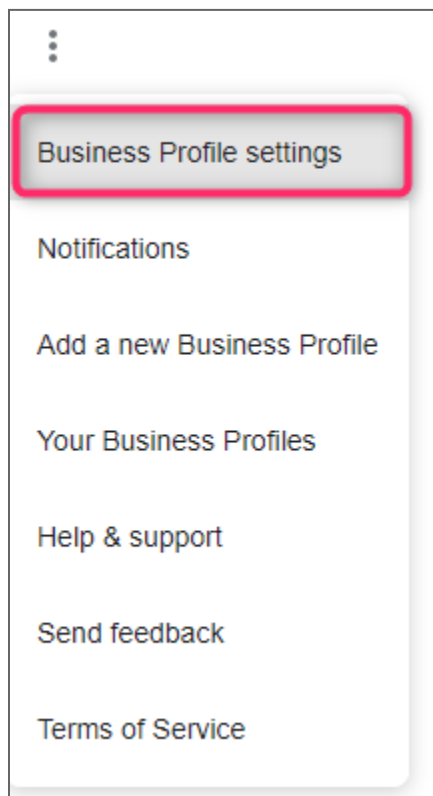 Business Profile settings
Notifications
Add a new Business Profile
Your Business Profiles
Help & support
Send feedback
Terms of Service